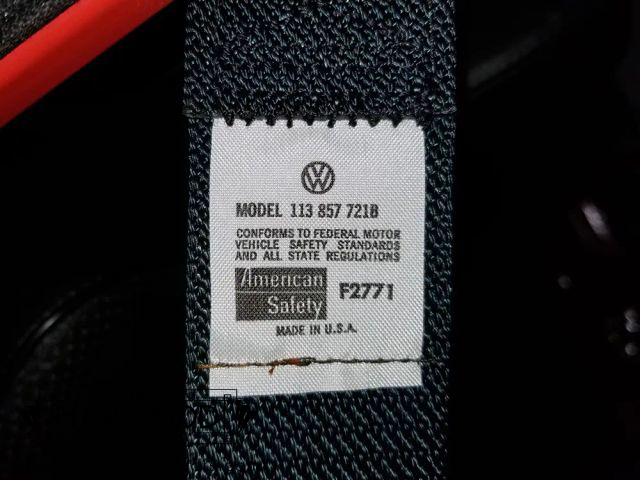 VW
MODEL 113 857 721B
CONFORMS TO FEDERAL MOTOR
VEHICLE SAFETY STANDARDS
AND ALL STATE REGULATIONS
American
Safety F2771
MADE IN U.S.A.